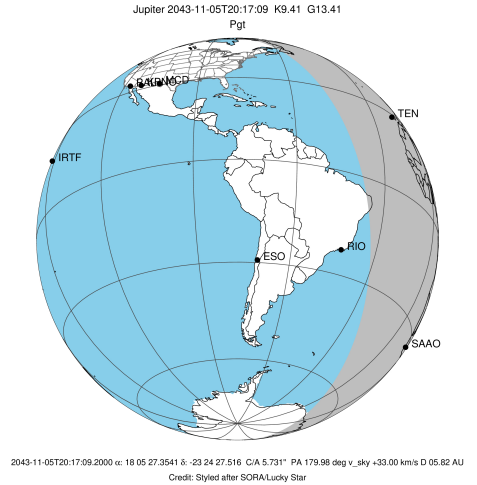 Jupiter 2043-11-05T20:17:09  K9.41  G13.41
Pgt
MCD
TEN
IRTF
RIO
ESO
SAAO
2043-11-05T20:17:09.2000 α: 18 05 27.3541 δ: -23 24 27.516  C/A 5.731"  PA 179.98 deg v_sky +33.00 km/s D 05.82 AU
Credit: Styled after SORA/Lucky Star